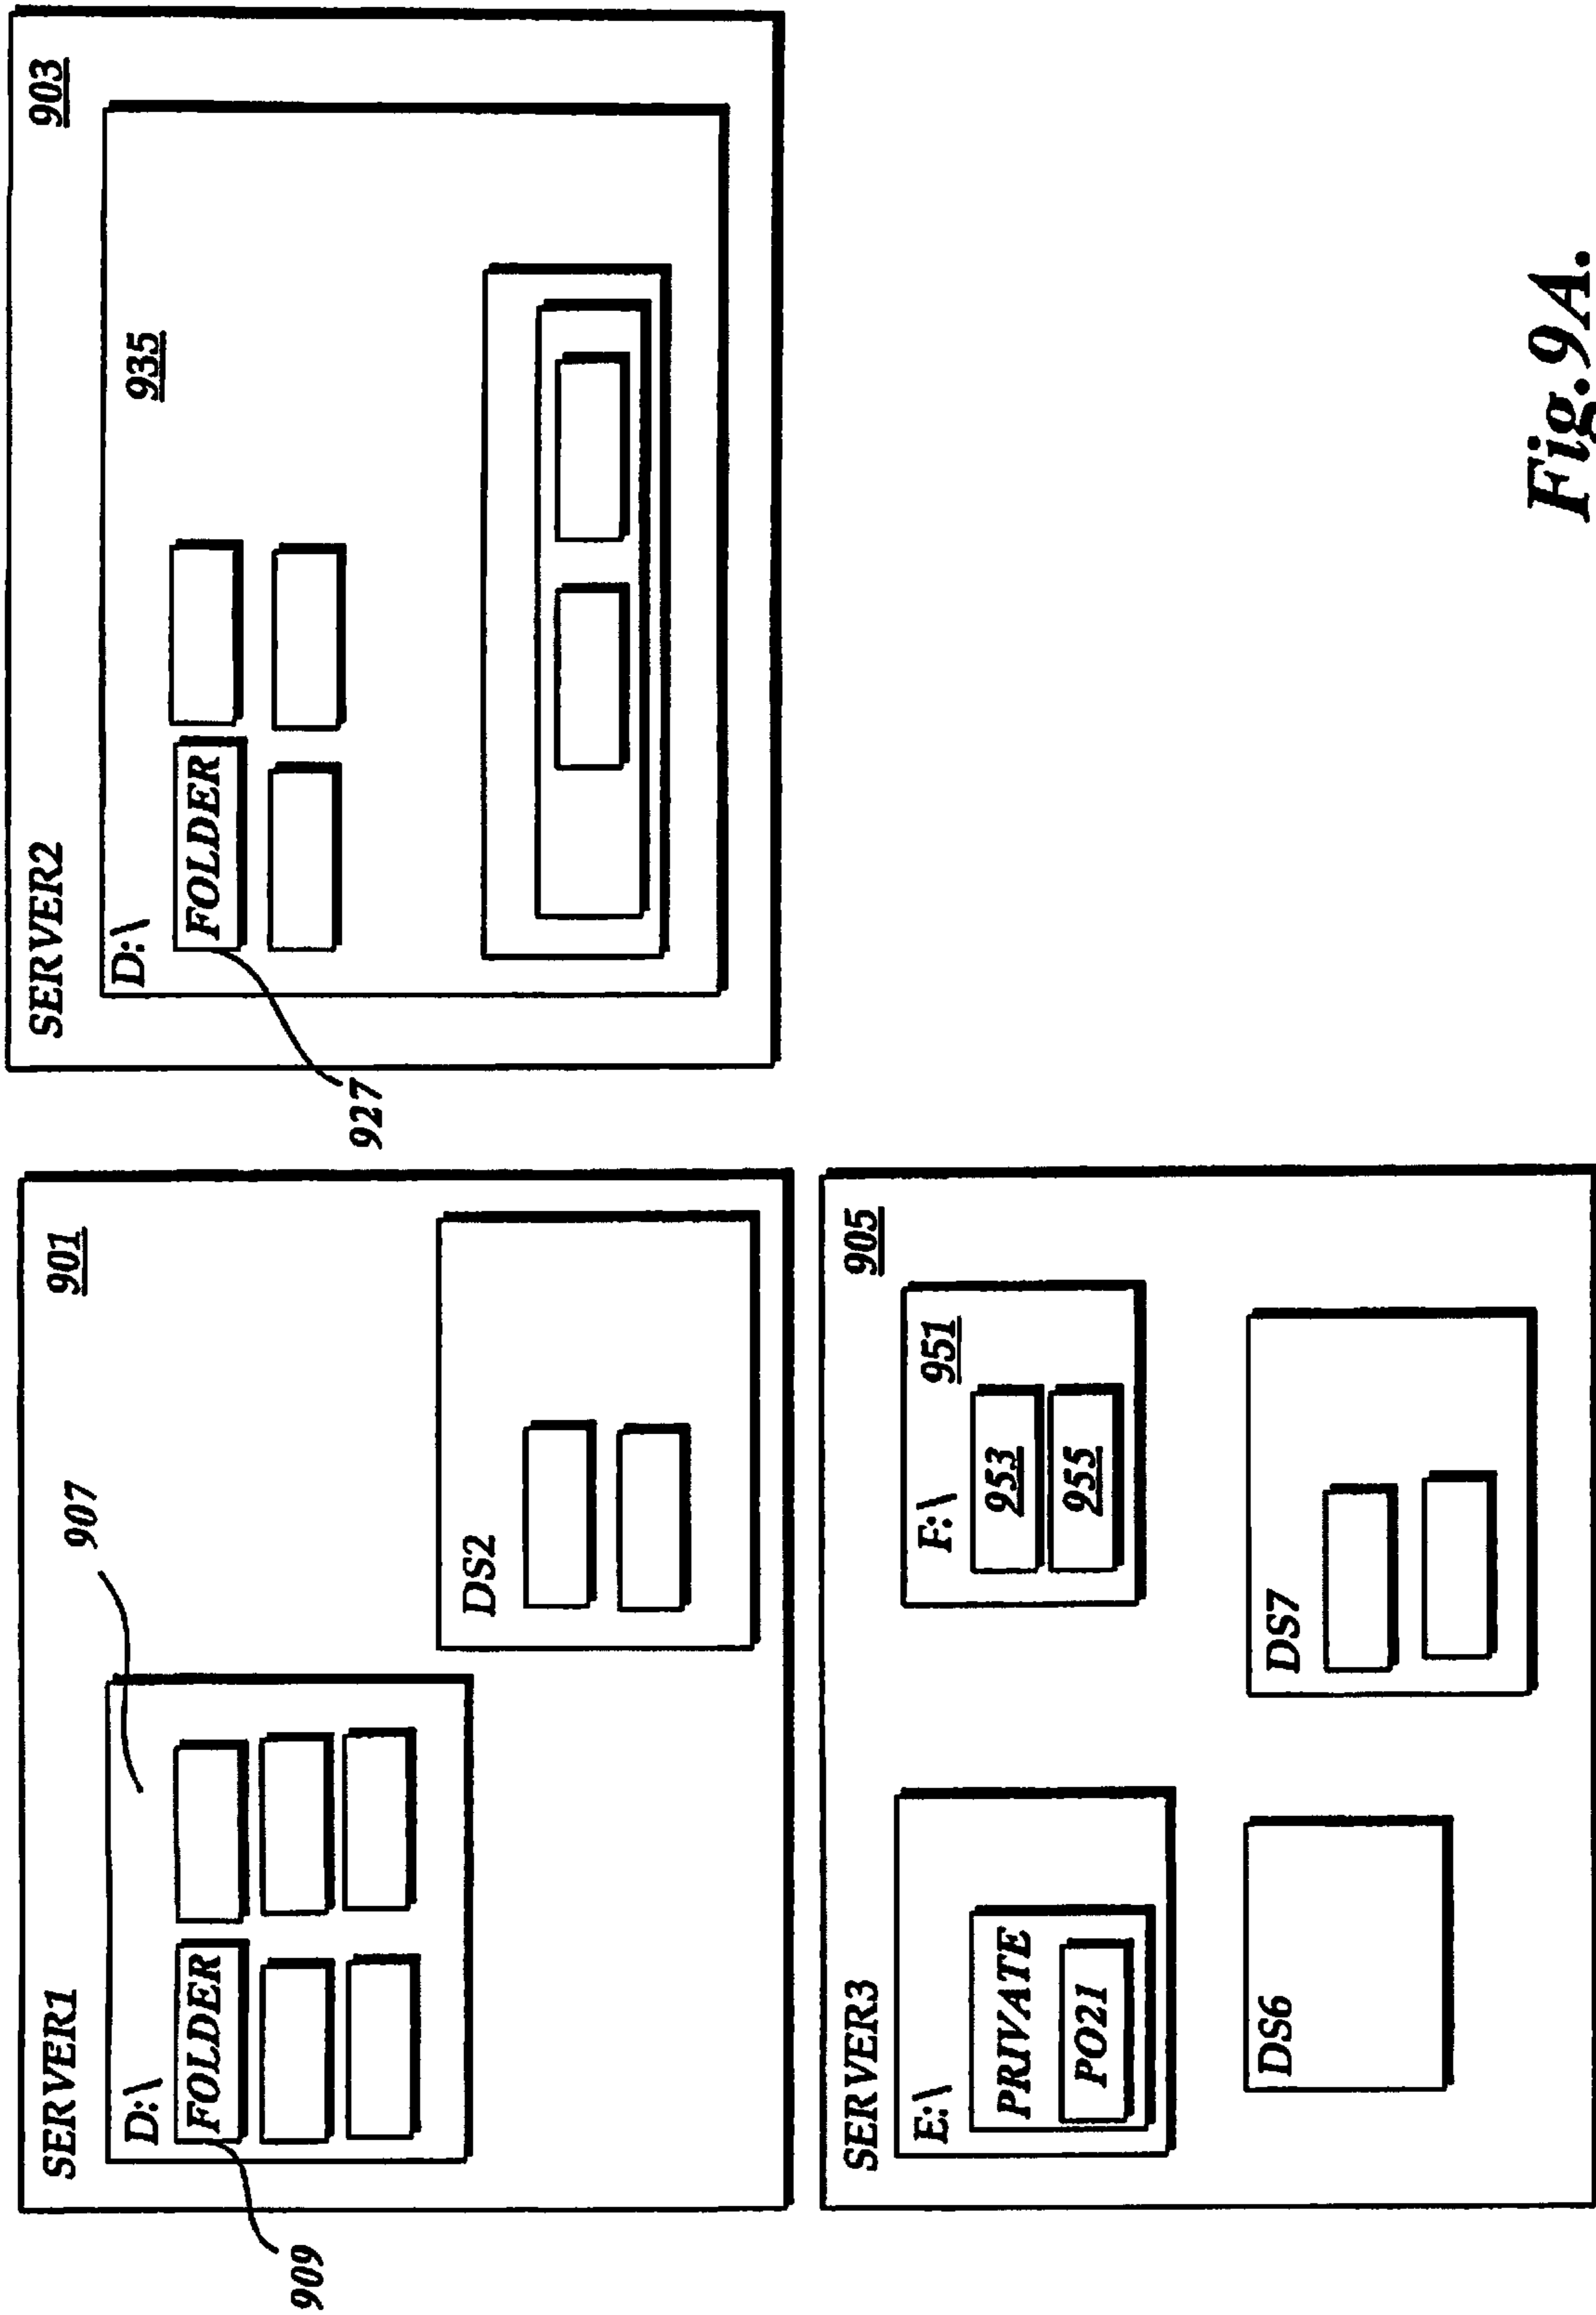 SERVER1
901
907
D:\
FOLDER
909
DS2
SERVER2
903
D:\
935
FOLDER
927
SERVER3
905
E:\
PRIVATE
PO21
F:\
951
953
955
DS6
DS7
Fig.9A.